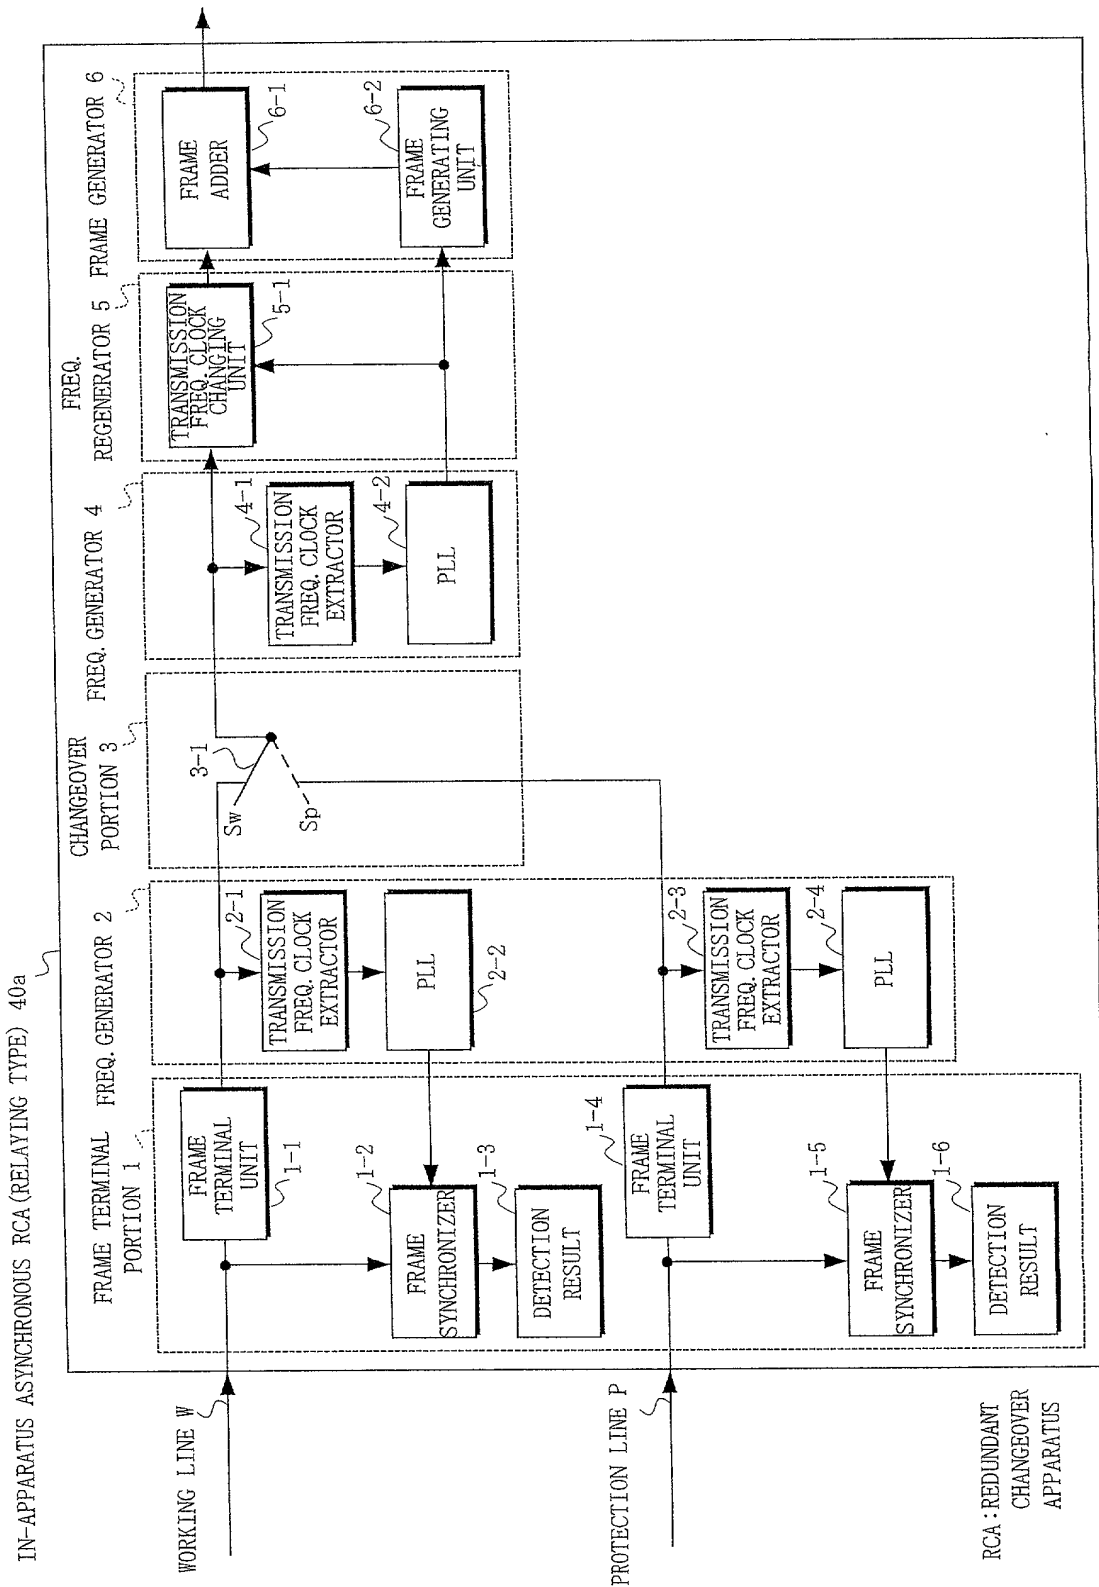 IN-APPARATUS ASYNCHRONOUS RCA(RELAYING TYPE) 40a
FRAME TERMINAL
PORTION 1
FREQ.GENERATOR 2
CHANGEOVER
PORTION 3
FREQ.GENERATOR 4
FREQ.
REGENERATOR 5
FRAME GENERATOR 6
WORKING LINE W
FRAME
TERMINAL
UNIT
1-1
FRAME
SYNCHRONIZER
1-2
DETECTION
RESULT
1-3
TRANSMISSION
FREQ.CLOCK
EXTRACTOR
2-1
PLL
2-2
Sw
Sp
3-1
TRANSMISSION
FREQ.CLOCK
EXTRACTOR
4-1
PLL
4-2
TRANSMISSION
FREQ.CLOCK
CHANGING
UNIT
5-1
FRAME
ADDER
6-1
FRAME
GENERATING
UNIT
6-2
PROTECTION LINE P
FRAME
TERMINAL
UNIT
1-4
FRAME
SYNCHRONIZER
1-5
DETECTION
RESULT
1-6
TRANSMISSION
FREQ.CLOCK
EXTRACTOR
2-3
PLL
2-4
RCA:REDUNDANT
CHANGEOVER
APPARATUS